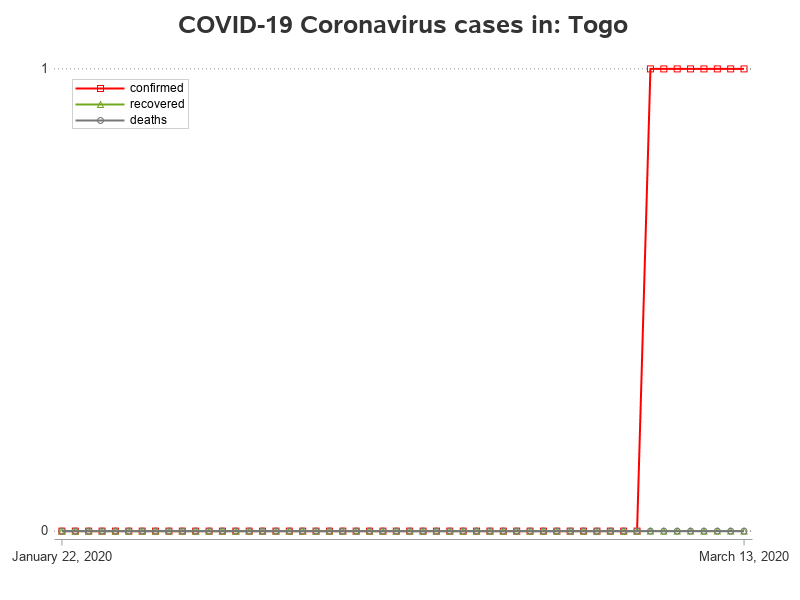 COVID-19 Coronavirus cases in: Togo
1
confirmed
recovered
deaths
0
January 22, 2020
March 13, 2020